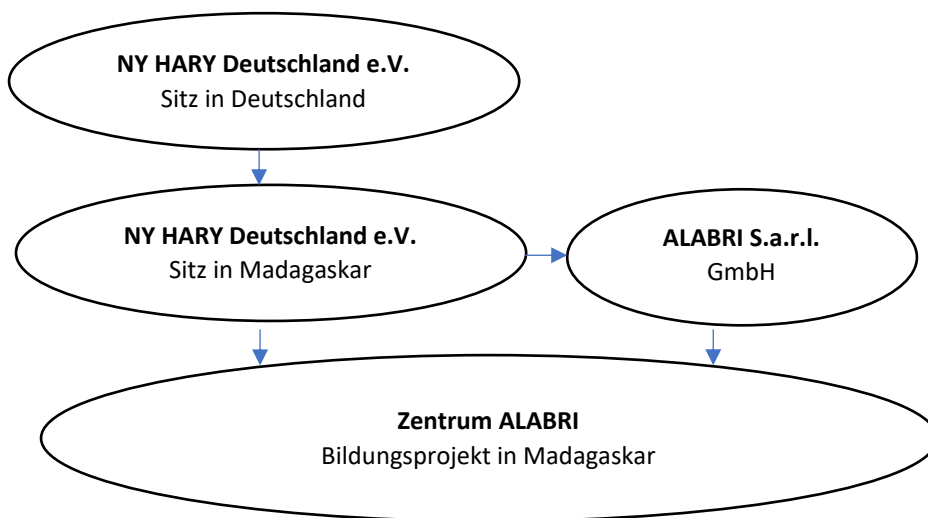 NY HARY Deutschland e.V.
Sitz in Deutschland
NY HARY Deutschland e.V.
Sitz in Madagaskar
ALABRI S.a.r.l.
GmbH
Zentrum ALABRI
Bildungsprojekt in Madagaskar